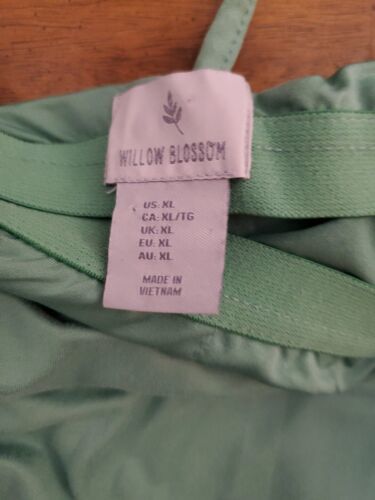 WILLOW BLOSSOM
US: XL
CA: XL/TG
UK: XL
EU: XL
AU: XL
MADE IN
VIETNAM